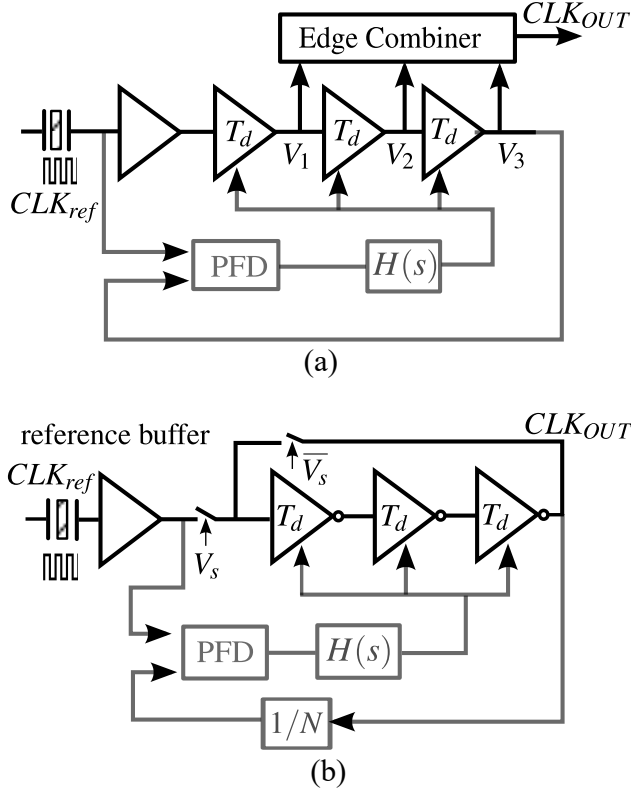 CLK_OUT
Edge Combiner
T_d T_d T_d
V_1 V_2 V_3
CLK_ref
PFD H(s)
(a)
reference buffer CLK_OUT
CLK_ref V̅_s
T_d T_d T_d
V_s
PFD H(s)
1/N
(b)